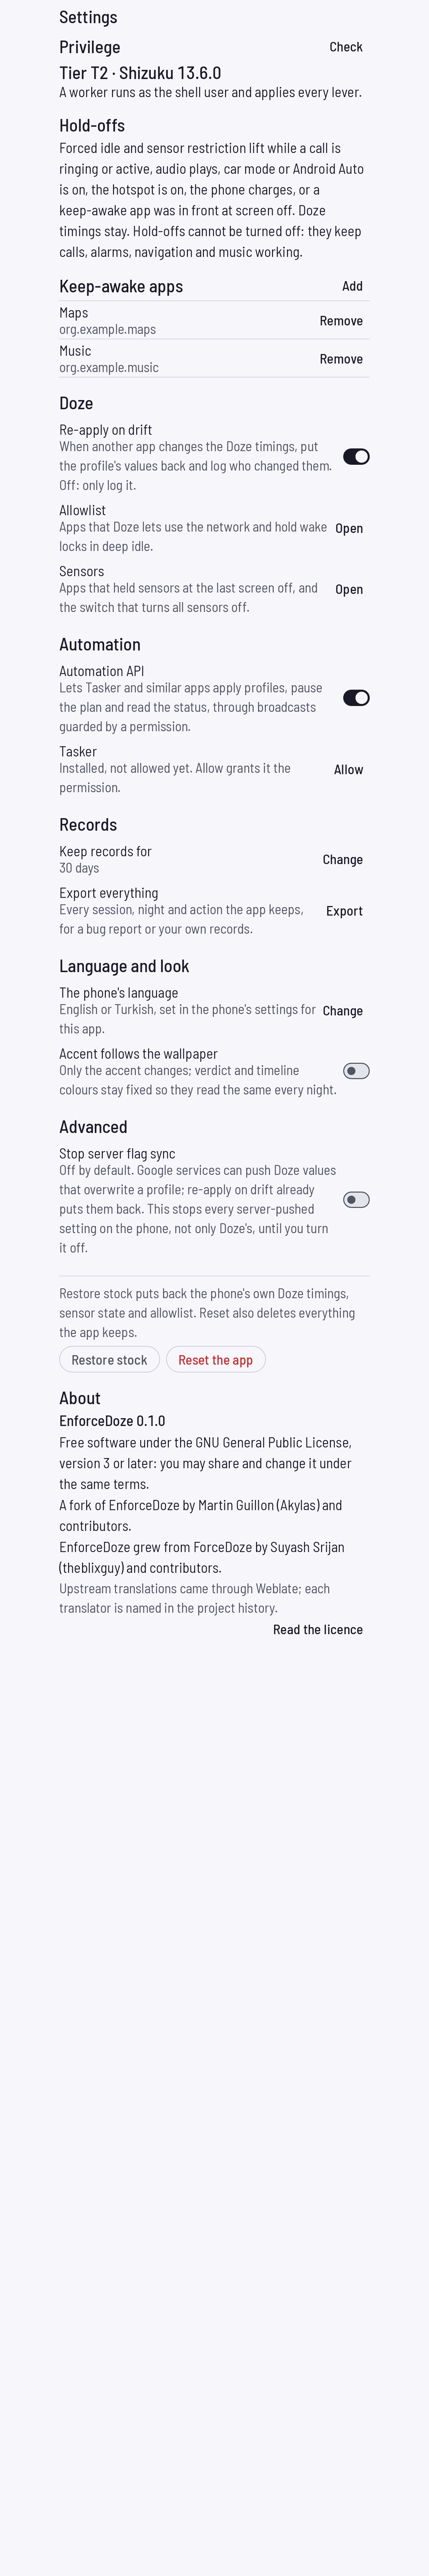 Settings
Privilege
Check
Tier T2 · Shizuku 13.6.0
A worker runs as the shell user and applies every lever.
Hold-offs
Forced idle and sensor restriction lift while a call is
ringing or active, audio plays, car mode or Android Auto
is on, the hotspot is on, the phone charges, or a
keep-awake app was in front at screen off. Doze
timings stay. Hold-offs cannot be turned off: they keep
calls, alarms, navigation and music working.
Keep-awake apps
Add
Maps
org.example.maps
Remove
Music
org.example.music
Remove
Doze
Re-apply on drift
When another app changes the Doze timings, put
the profile's values back and log who changed them.
Off: only log it.
Allowlist
Apps that Doze lets use the network and hold wake
locks in deep idle.
Open
Sensors
Apps that held sensors at the last screen off, and
the switch that turns all sensors off.
Open
Automation
Automation API
Lets Tasker and similar apps apply profiles, pause
the plan and read the status, through broadcasts
guarded by a permission.
Tasker
Installed, not allowed yet. Allow grants it the
permission.
Allow
Records
Keep records for
30 days
Change
Export everything
Every session, night and action the app keeps,
for a bug report or your own records.
Export
Language and look
The phone's language
English or Turkish, set in the phone's settings for
this app.
Change
Accent follows the wallpaper
Only the accent changes; verdict and timeline
colours stay fixed so they read the same every night.
Advanced
Stop server flag sync
Off by default. Google services can push Doze values
that overwrite a profile; re-apply on drift already
puts them back. This stops every server-pushed
setting on the phone, not only Doze's, until you turn
it off.
Restore stock puts back the phone's own Doze timings,
sensor state and allowlist. Reset also deletes everything
the app keeps.
Restore stock
Reset the app
About
EnforceDoze 0.1.0
Free software under the GNU General Public License,
version 3 or later: you may share and change it under
the same terms.
A fork of EnforceDoze by Martin Guillon (Akylas) and
contributors.
EnforceDoze grew from ForceDoze by Suyash Srijan
(theblixguy) and contributors.
Upstream translations came through Weblate; each
translator is named in the project history.
Read the licence